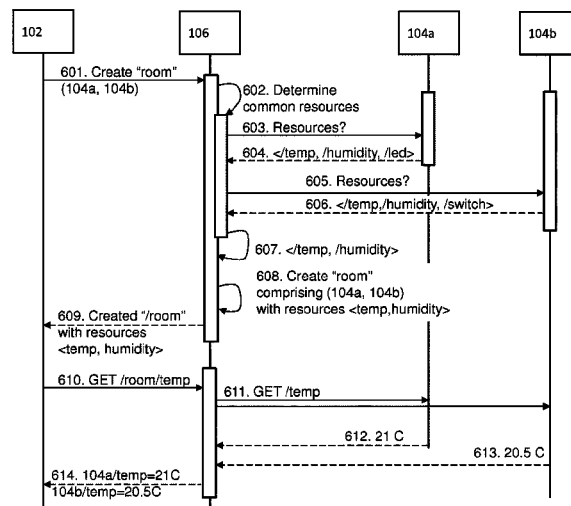 102
106
104a
104b
601. Create “room”
(104a, 104b)
602. Determine
common resources
603. Resources?
604. </temp, /humidity, /led>
605. Resources?
606. </temp,/humidity, /switch>
607. </temp, /humidity>
608. Create “room”
comprising (104a, 104b)
with resources <temp,humidity>
609. Created “/room”
with resources
<temp, humidity>
610. GET /room/temp
611. GET /temp
612. 21 C
613. 20.5 C
614. 104a/temp=21C
104b/temp=20.5C